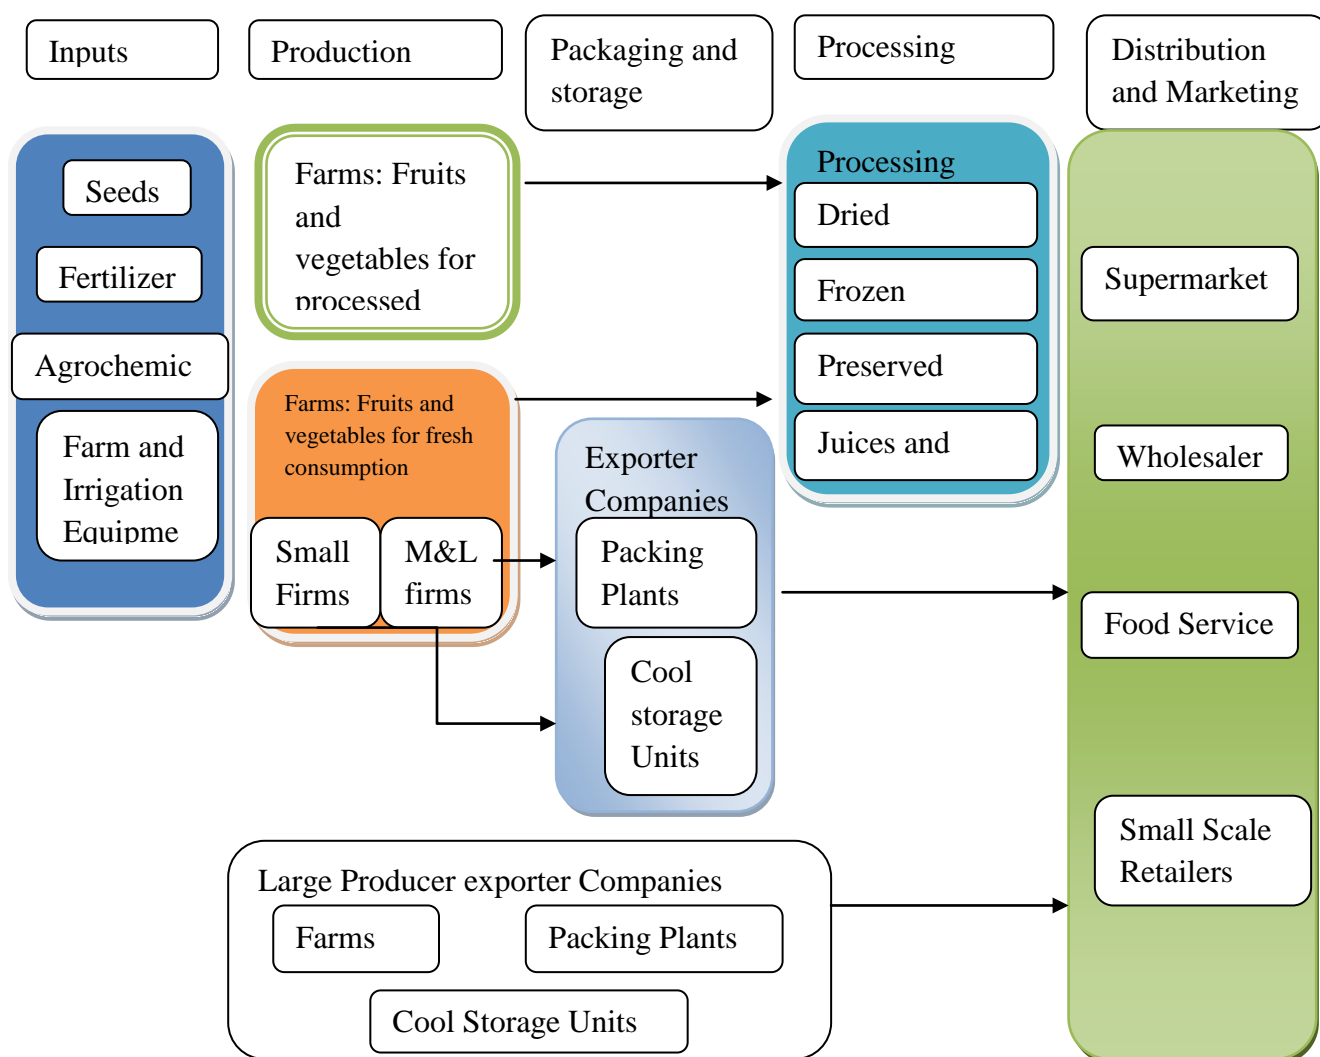 Inputs
Production
Packaging and
storage
Processing
Distribution
and Marketing
Seeds
Fertilizer
Agrochemic
Farm and
Irrigation
Equipme
Farms: Fruits
and
vegetables for
processed
Farms: Fruits and
vegetables for fresh
consumption
Small
Firms
M&L
firms
Exporter
Companies
Packing
Plants
Cool
storage
Units
Processing
Dried
Frozen
Preserved
Juices and
Supermarket
Wholesaler
Food Service
Small Scale
Retailers
Large Producer exporter Companies
Farms
Packing Plants
Cool Storage Units